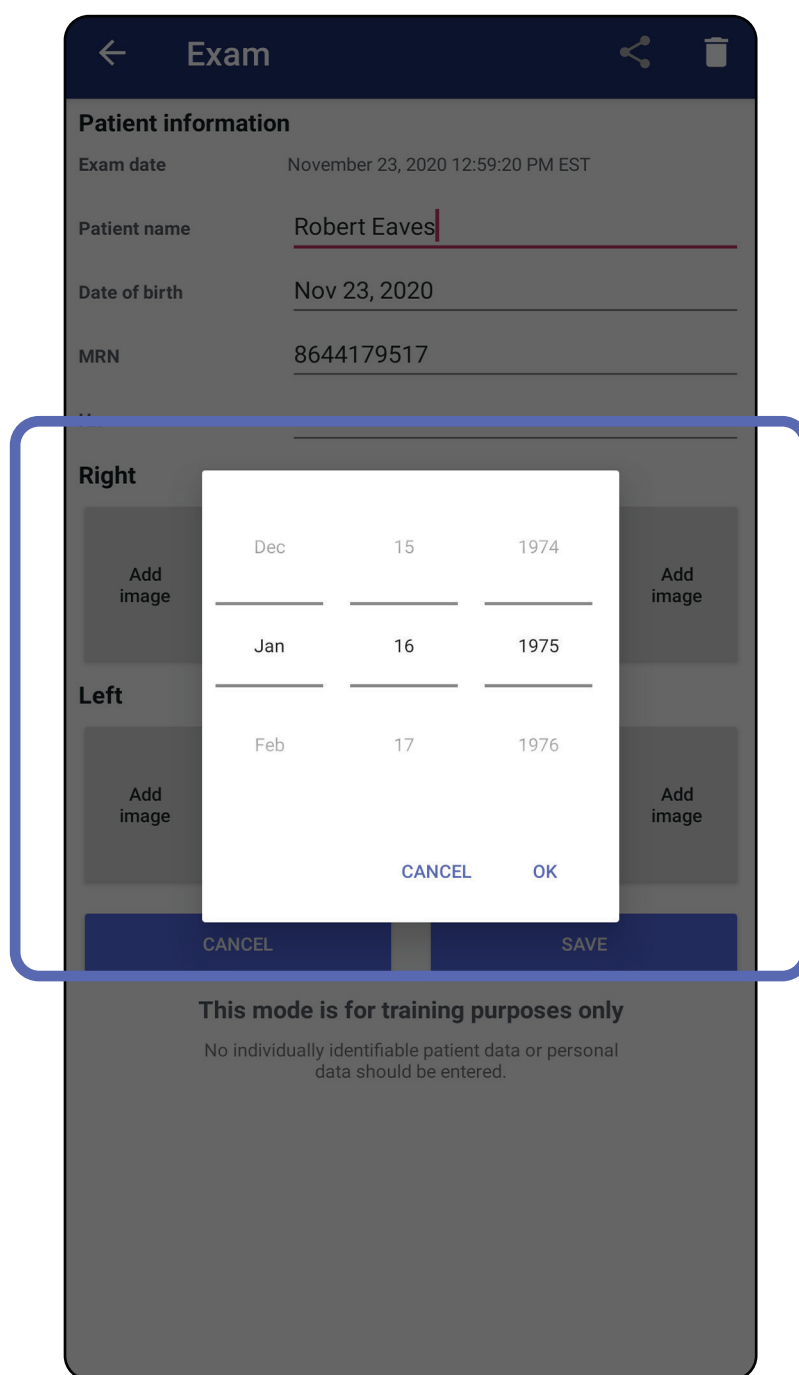 Exam
Patient information
Exam date November 23, 2020 12:59:20 PM EST
Patient name Robert Eaves
Date of birth Nov 23, 2020
MRN 8644179517
Right
Add
image
Add
image
Dec 15 1974
Jan 16 1975
Feb 17 1976
Left
Add
image
Add
image
CANCEL OK
CANCEL SAVE
This mode is for training purposes only
No individually identifiable patient data or personal
data should be entered.